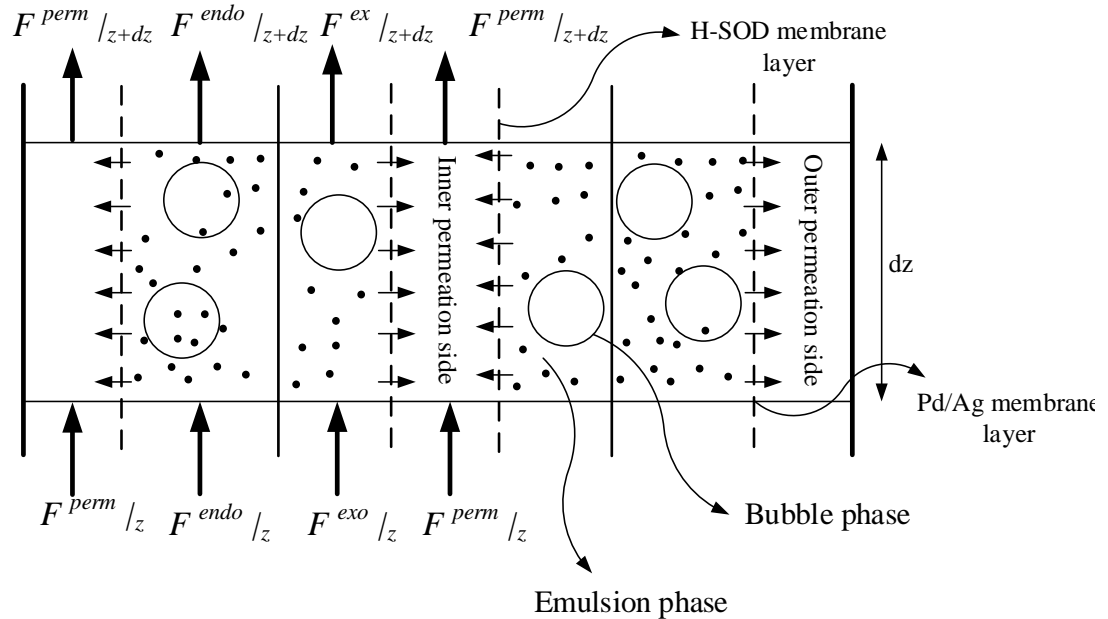 F perm /z+dz
F endo /z+dz
F ex /z+dz
F perm /z+dz
H-SOD membrane
layer
Inner permeation side
Outer permeation side
dz
Pd/Ag membrane
layer
F perm /z
F endo /z
F exo /z
F perm /z
Bubble phase
Emulsion phase